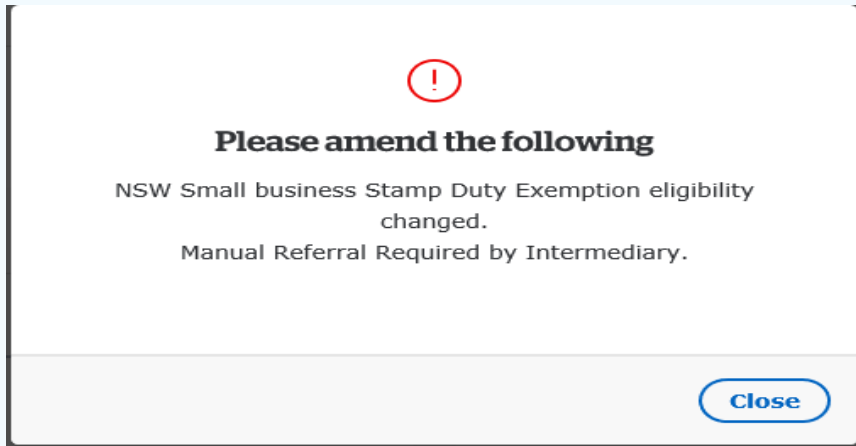 !
Please amend the following
NSW Small business Stamp Duty Exemption eligibility
changed.
Manual Referral Required by Intermediary.
Close